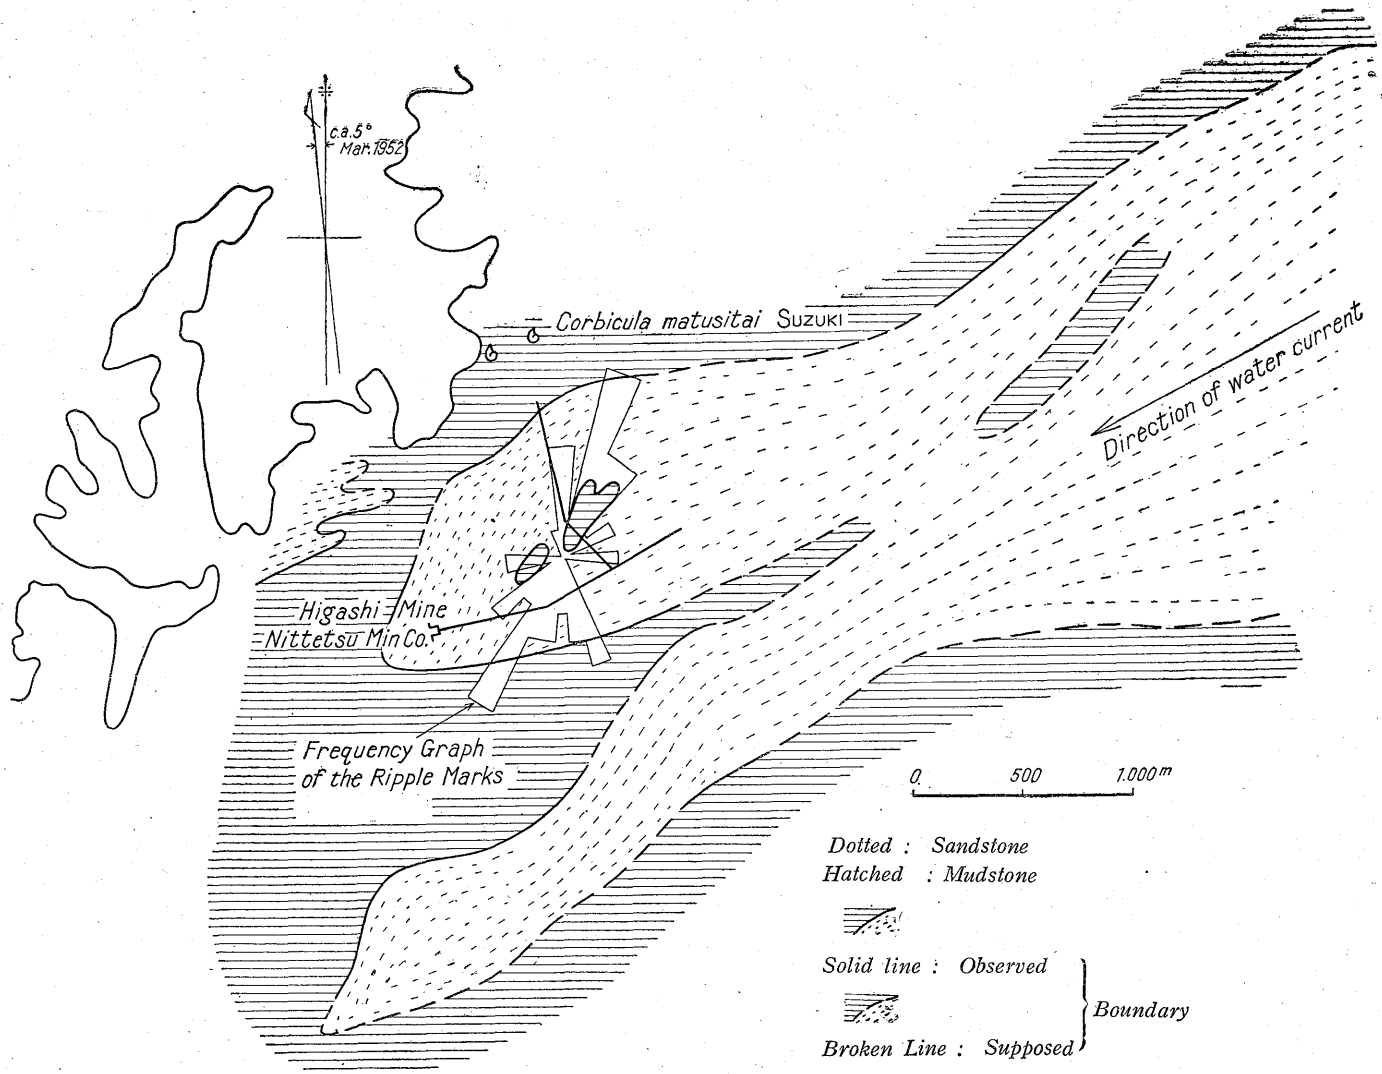 c.a.5°
Mar.1952
Corbicula matusitai SUZUKI
Direction of water current
Higashi Mine
Nittetsu Min Co.
Frequency Graph
of the Ripple Marks
0 500 1.000m
Dotted : Sandstone
Hatched : Mudstone
Solid line : Observed
Boundary
Broken Line : Supposed